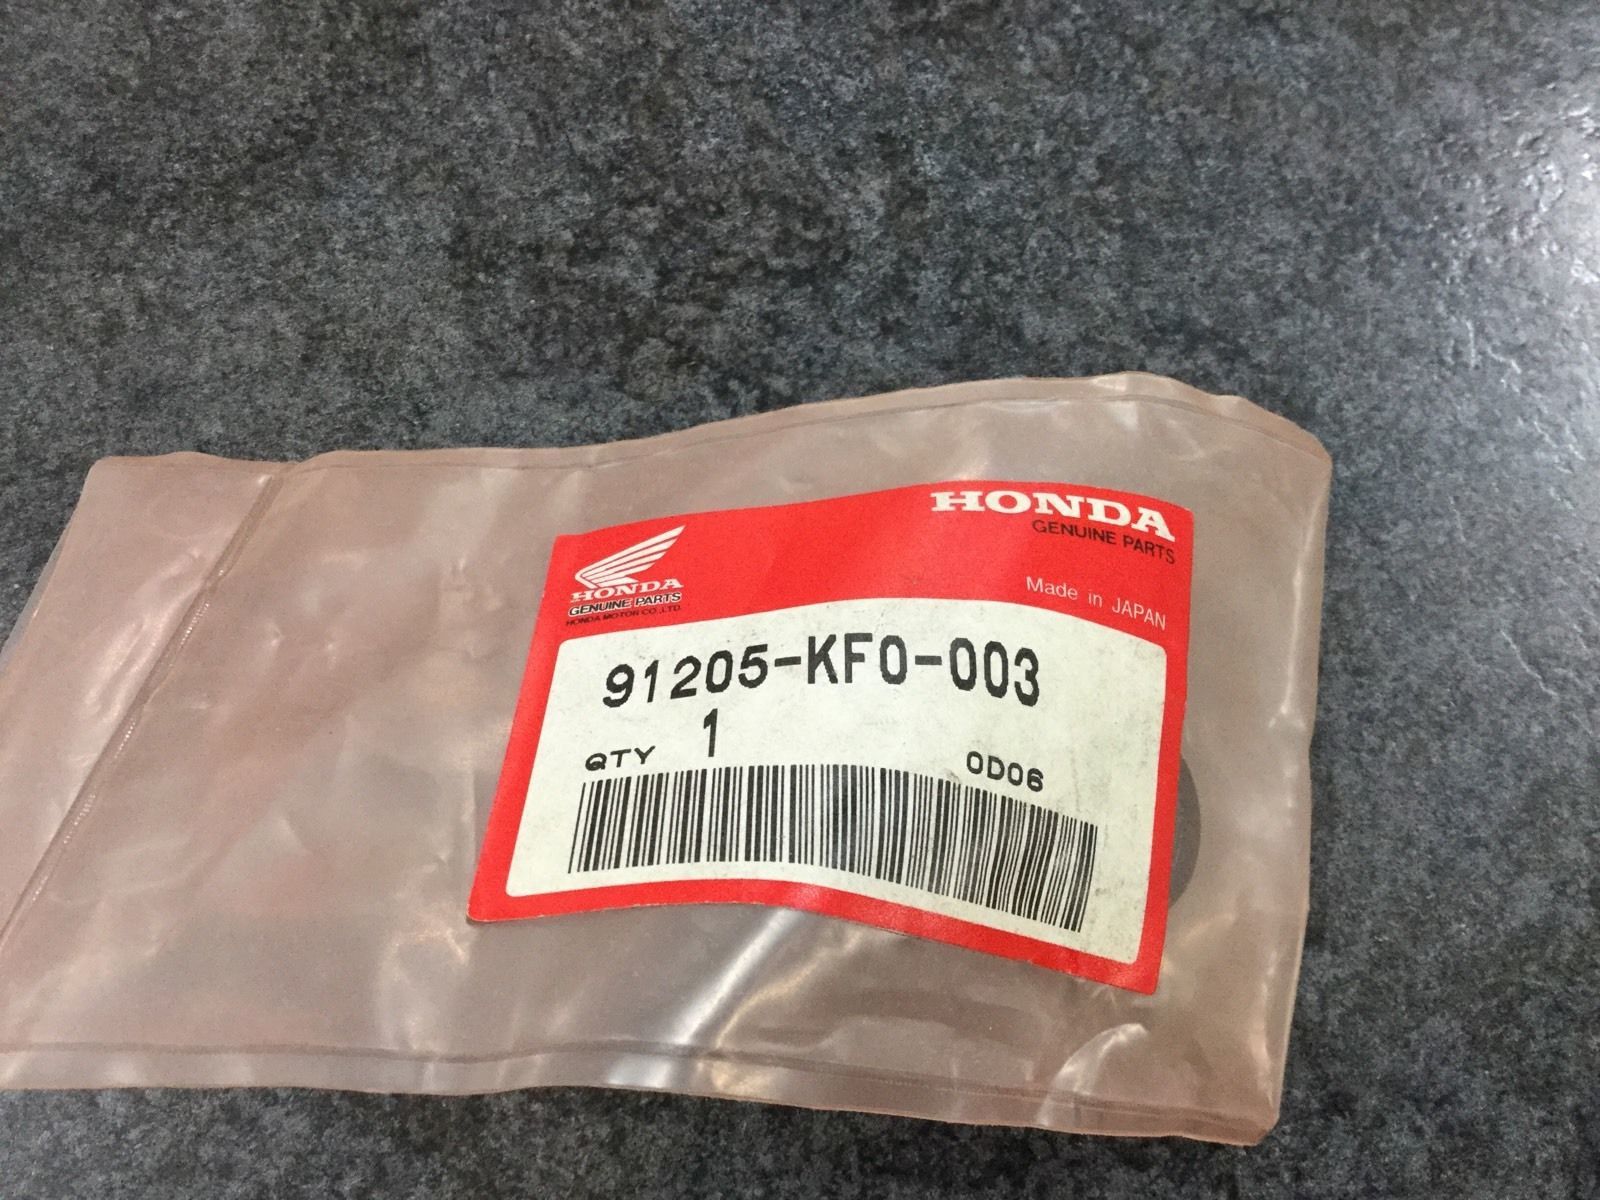 HONDA
GENUINE PARTS
HONDA
GENUINE PARTS
HONDA MOTOR CO., LTD.
Made in JAPAN
91205-KF0-003
1
QTY
0D06